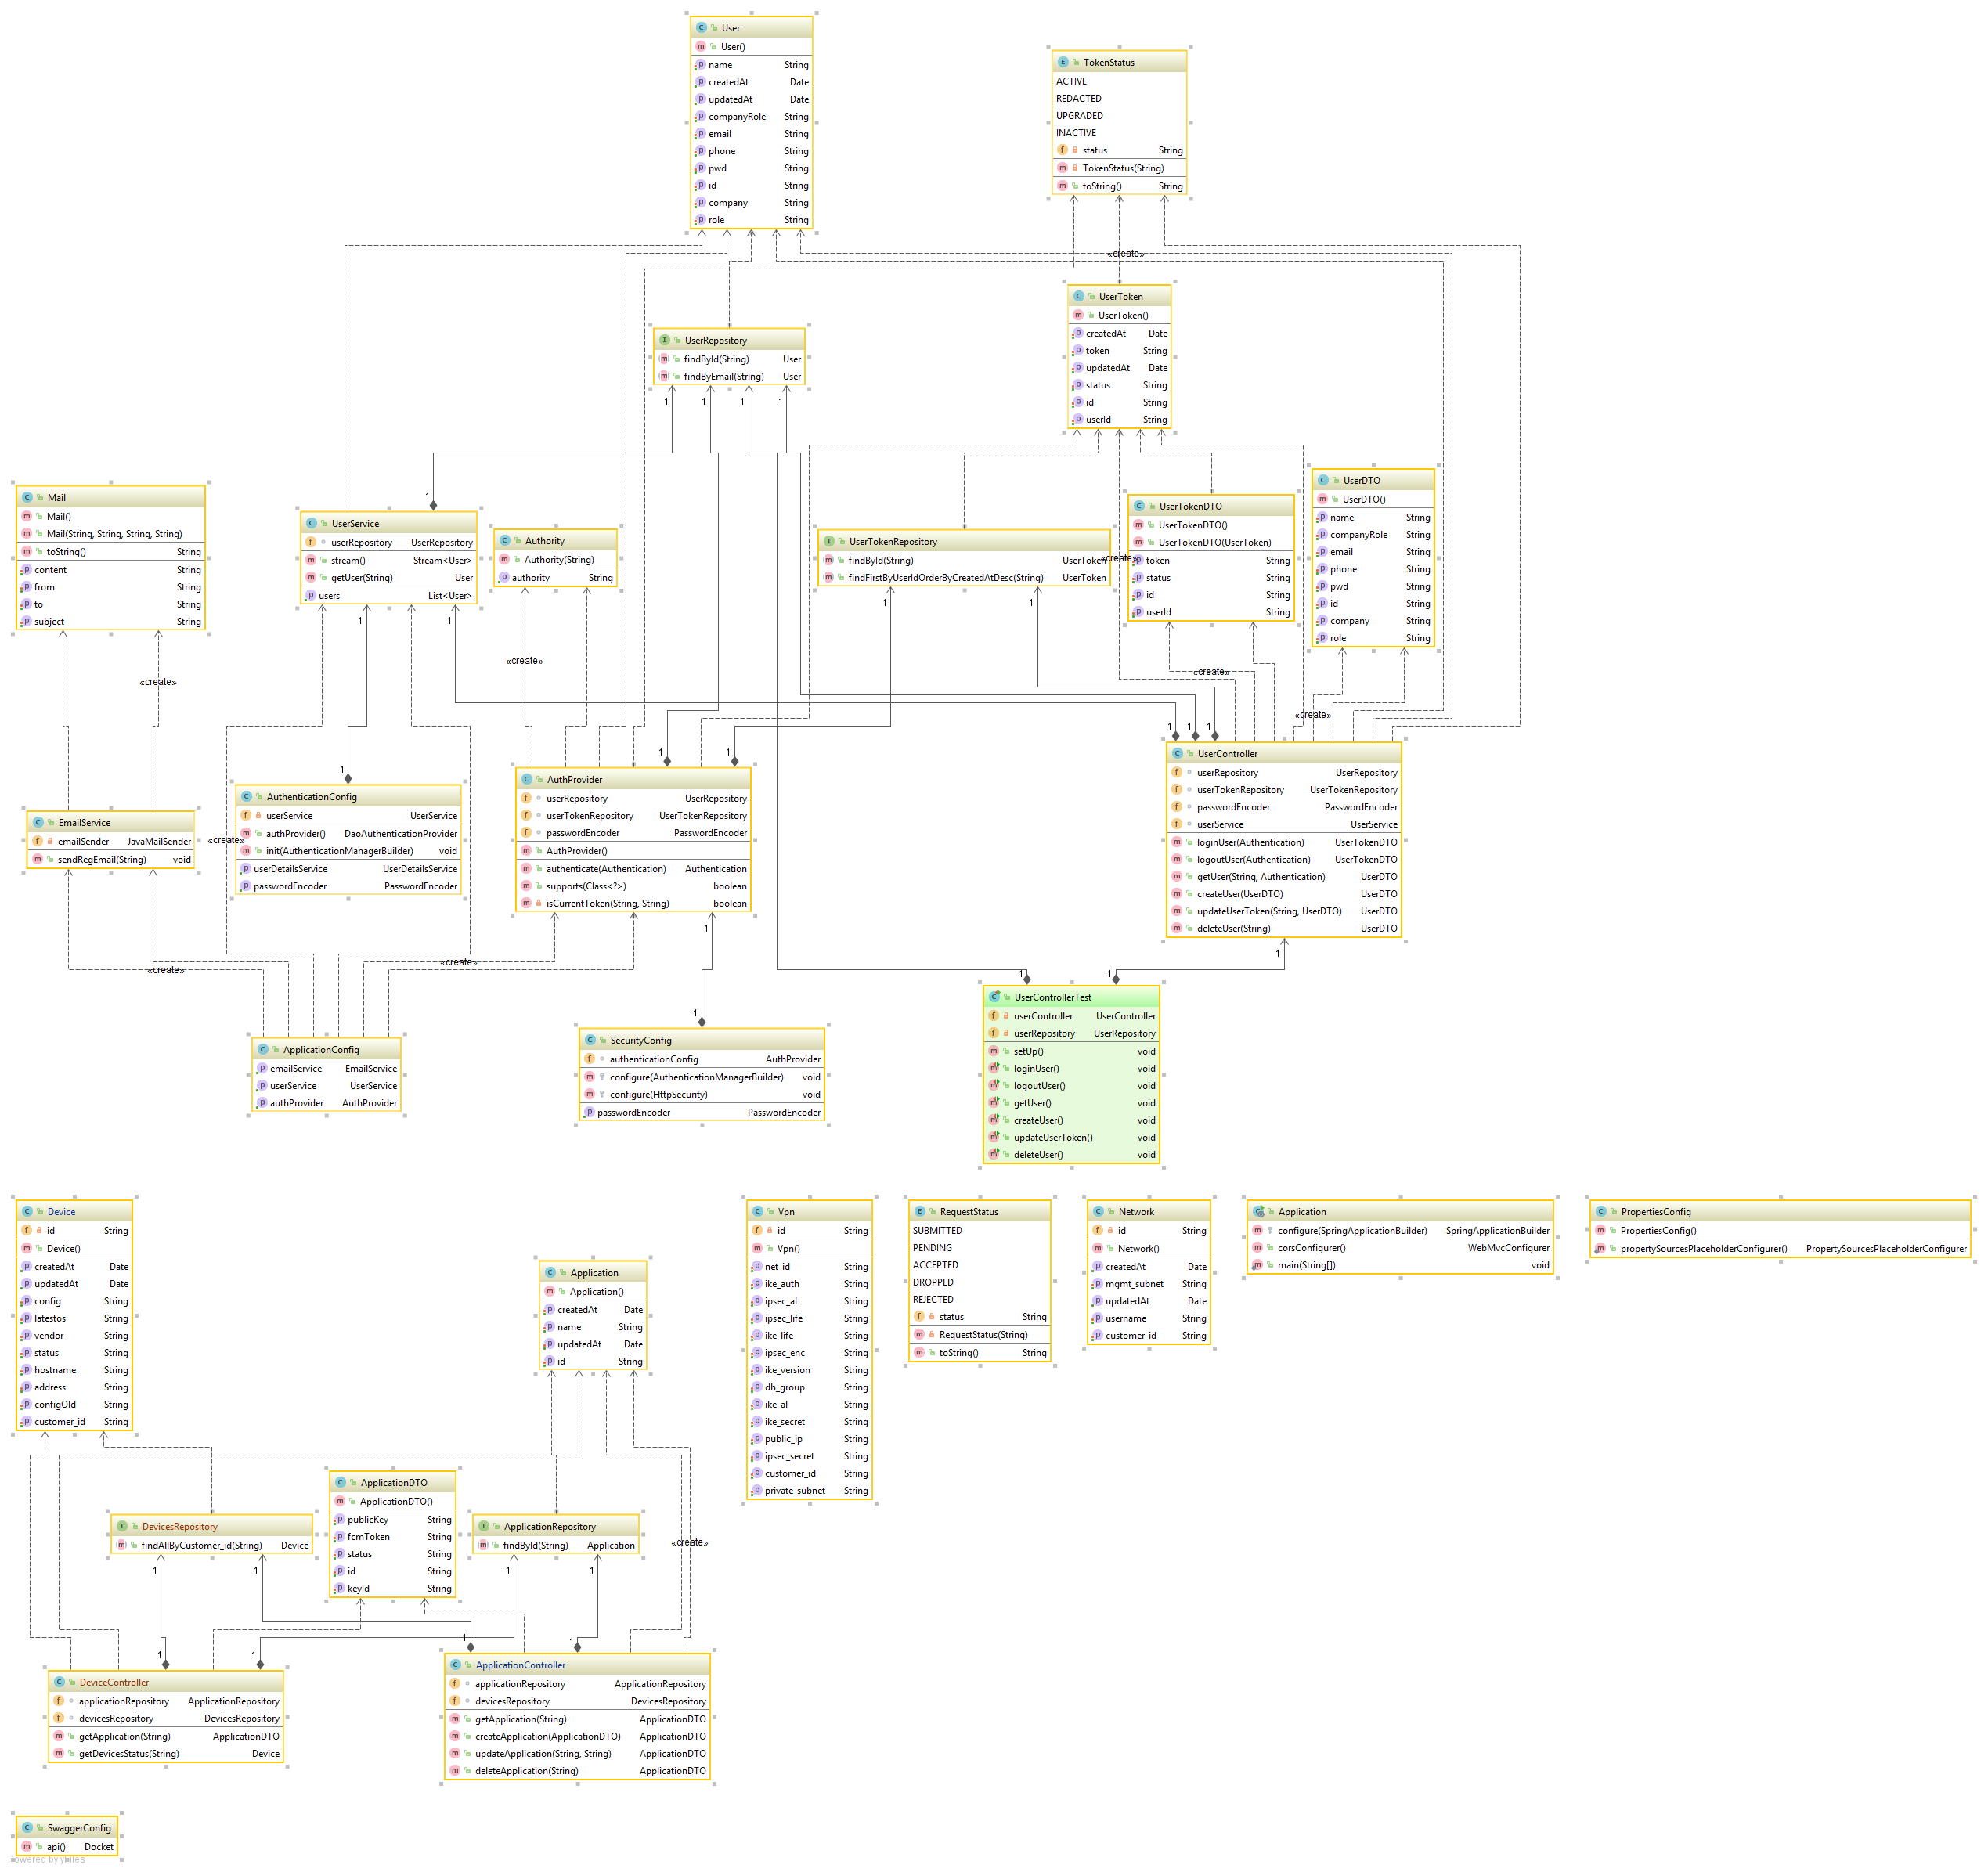 User
User()
name String
createdAt Date
updatedAt Date
companyRole String
email String
phone String
pwd String
id String
company String
role String
TokenStatus
ACTIVE
REDACTED
UPGRADED
INACTIVE
status String
TokenStatus(String)
toString() String
«create»
UserToken
UserToken()
createdAt Date
token String
updatedAt Date
status String
id String
userId String
UserRepository
findById(String) User
findByEmail(String) User
1 1 1 1
Mail
Mail()
Mail(String, String, String, String)
toString() String
content String
from String
to String
subject String
1
UserService
userRepository UserRepository
stream() Stream<User>
getUser(String) User
users List<User>
Authority
Authority(String)
authority String
UserTokenRepository
findById(String) UserToken
findFirstByUserIdOrderByCreatedAtDesc(String) UserToken
«create»
UserTokenDTO
UserTokenDTO()
UserTokenDTO(UserToken)
token String
status String
id String
userId String
UserDTO
UserDTO()
name String
companyRole String
email String
phone String
pwd String
id String
company String
role String
1 1 1 1
«create»
«create»
«create»
«create»
1 1 1
1 1 1
EmailService
emailSender JavaMailSender
sendRegEmail(String) void
«create»
AuthenticationConfig
userService UserService
authProvider() DaoAuthenticationProvider
init(AuthenticationManagerBuilder) void
userDetailsService UserDetailsService
passwordEncoder PasswordEncoder
AuthProvider
userRepository UserRepository
userTokenRepository UserTokenRepository
passwordEncoder PasswordEncoder
AuthProvider()
authenticate(Authentication) Authentication
supports(Class<?>) boolean
isCurrentToken(String, String) boolean
UserController
userRepository UserRepository
userTokenRepository UserTokenRepository
passwordEncoder PasswordEncoder
userService UserService
loginUser(Authentication) UserTokenDTO
logoutUser(Authentication) UserTokenDTO
getUser(String, Authentication) UserDTO
createUser(UserDTO) UserDTO
updateUserToken(String, UserDTO) UserDTO
deleteUser(String) UserDTO
1 1
«create»
«create»
1 1 1
ApplicationConfig
emailService EmailService
userService UserService
authProvider AuthProvider
SecurityConfig
authenticationConfig AuthProvider
configure(AuthenticationManagerBuilder) void
configure(HttpSecurity) void
passwordEncoder PasswordEncoder
UserControllerTest
userController UserController
userRepository UserRepository
setUp() void
loginUser() void
logoutUser() void
getUser() void
createUser() void
updateUserToken() void
deleteUser() void
Device
id String
Device()
createdAt Date
updatedAt Date
config String
latestos String
vendor String
status String
hostname String
address String
configOld String
customer_id String
Application
Application()
createdAt Date
name String
updatedAt Date
id String
Vpn
id String
Vpn()
net_id String
ike_auth String
ipsec_al String
ipsec_life String
ike_life String
ipsec_enc String
ike_version String
dh_group String
ike_al String
ike_secret String
public_ip String
ipsec_secret String
customer_id String
private_subnet String
RequestStatus
SUBMITTED
PENDING
ACCEPTED
DROPPED
REJECTED
status String
RequestStatus(String)
toString() String
Network
id String
Network()
createdAt Date
mgmt_subnet String
updatedAt Date
username String
customer_id String
Application
configure(SpringApplicationBuilder) SpringApplicationBuilder
corsConfigurer() WebMvcConfigurer
main(String[]) void
PropertiesConfig
PropertiesConfig()
propertySourcesPlaceholderConfigurer() PropertySourcesPlaceholderConfigurer
DevicesRepository
findAllByCustomer_id(String) Device
ApplicationDTO
ApplicationDTO()
publicKey String
fcmToken String
status String
id String
keyId String
ApplicationRepository
findById(String) Application
«create»
1 1 1 1
1 1 1 1
DeviceController
applicationRepository ApplicationRepository
devicesRepository DevicesRepository
getApplication(String) ApplicationDTO
getDevicesStatus(String) Device
ApplicationController
applicationRepository ApplicationRepository
devicesRepository DevicesRepository
getApplication(String) ApplicationDTO
createApplication(ApplicationDTO) ApplicationDTO
updateApplication(String, String) ApplicationDTO
deleteApplication(String) ApplicationDTO
SwaggerConfig
api() Docket
Powered by yFiles